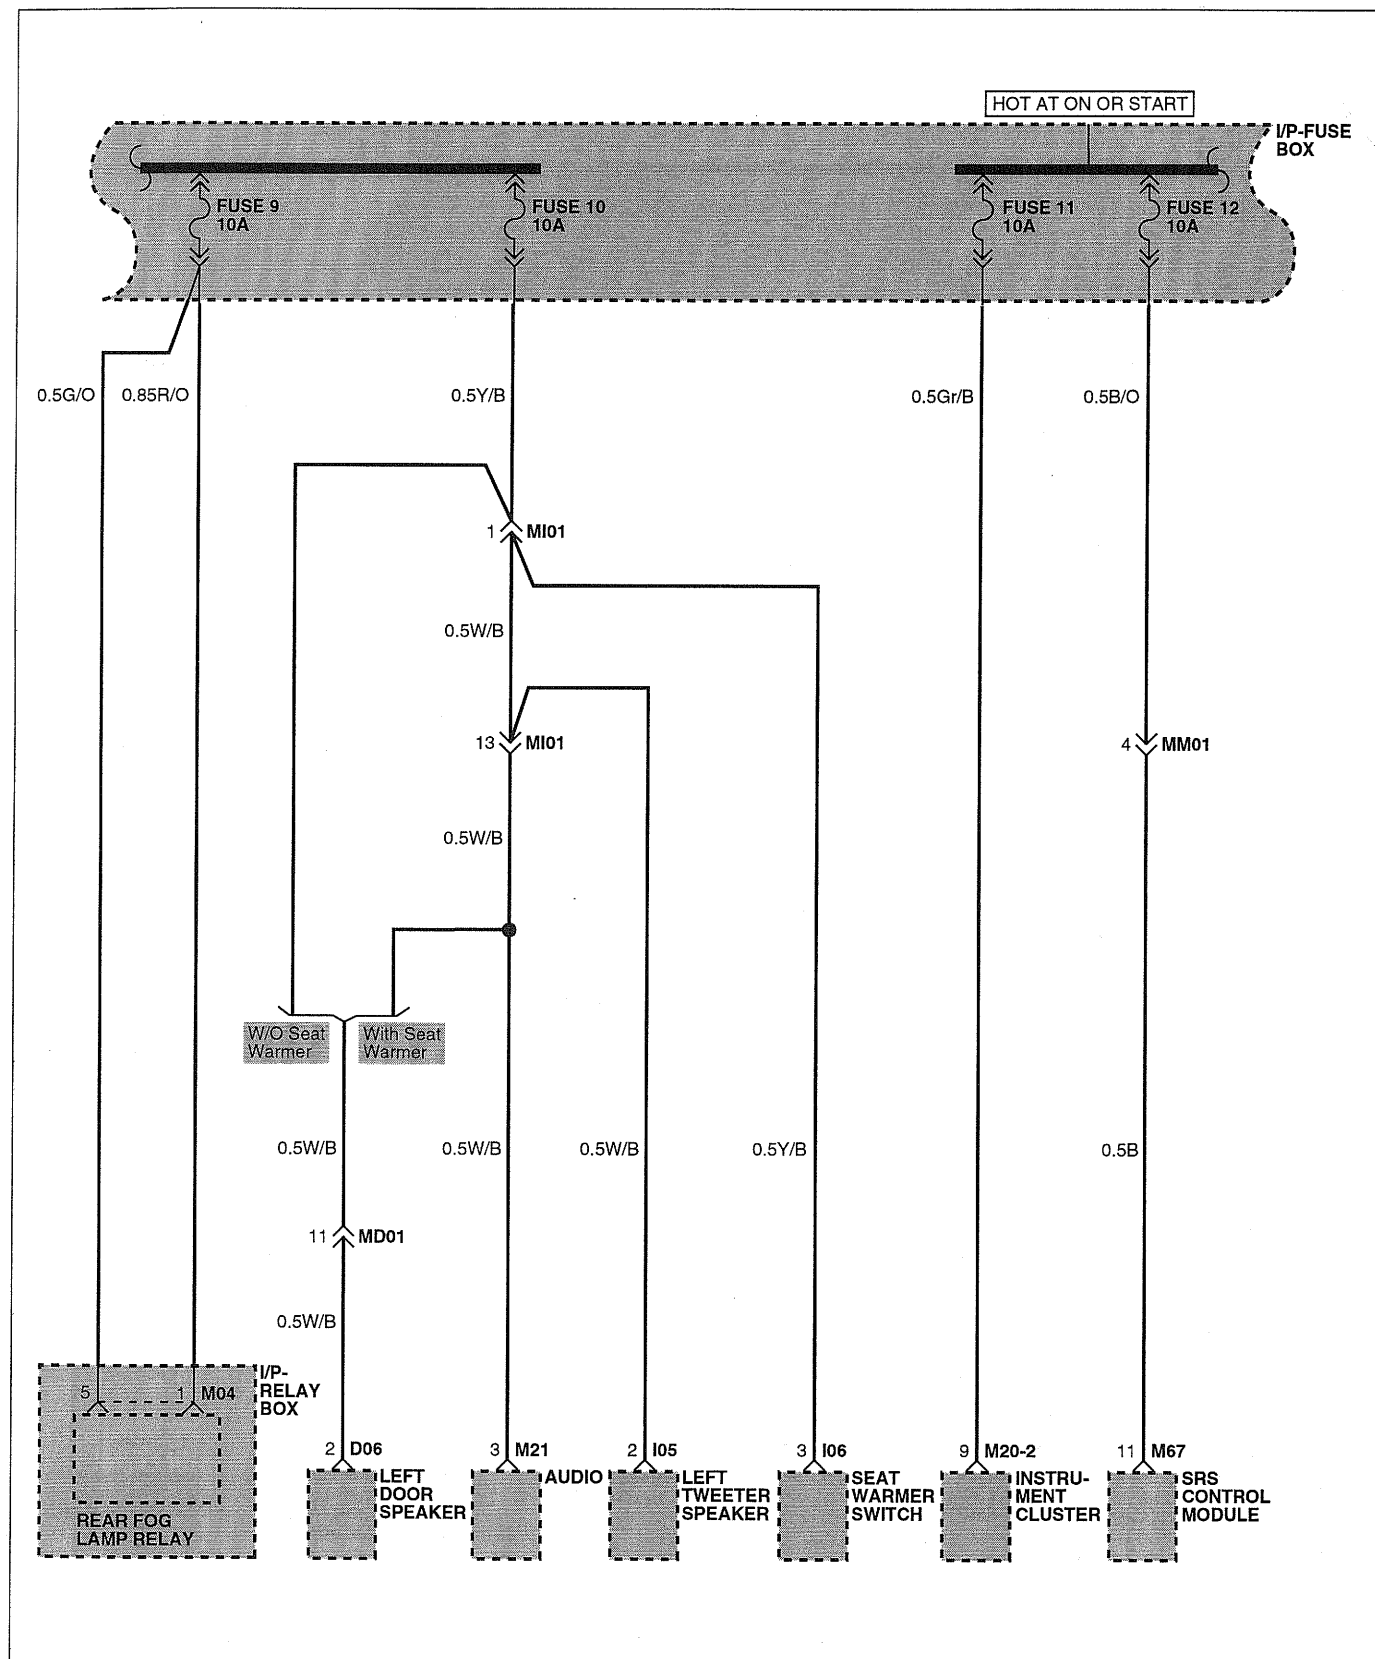 HOT AT ON OR START
I/P-FUSE
BOX
FUSE 9
10A
FUSE 10
10A
FUSE 11
10A
FUSE 12
10A
0.5G/O
0.85R/O
0.5Y/B
0.5Gr/B
0.5B/O
1 MI01
0.5W/B
13 MI01
4 MM01
0.5W/B
W/O Seat
Warmer
With Seat
Warmer
0.5W/B
0.5W/B
0.5W/B
0.5Y/B
0.5B
11 MD01
0.5W/B
5
1 M04
I/P-
RELAY
BOX
REAR FOG
LAMP RELAY
2 D06
LEFT
DOOR
SPEAKER
3 M21
AUDIO
2 I05
LEFT
TWEETER
SPEAKER
3 I06
SEAT
WARMER
SWITCH
9 M20-2
INSTRU-
MENT
CLUSTER
11 M67
SRS
CONTROL
MODULE